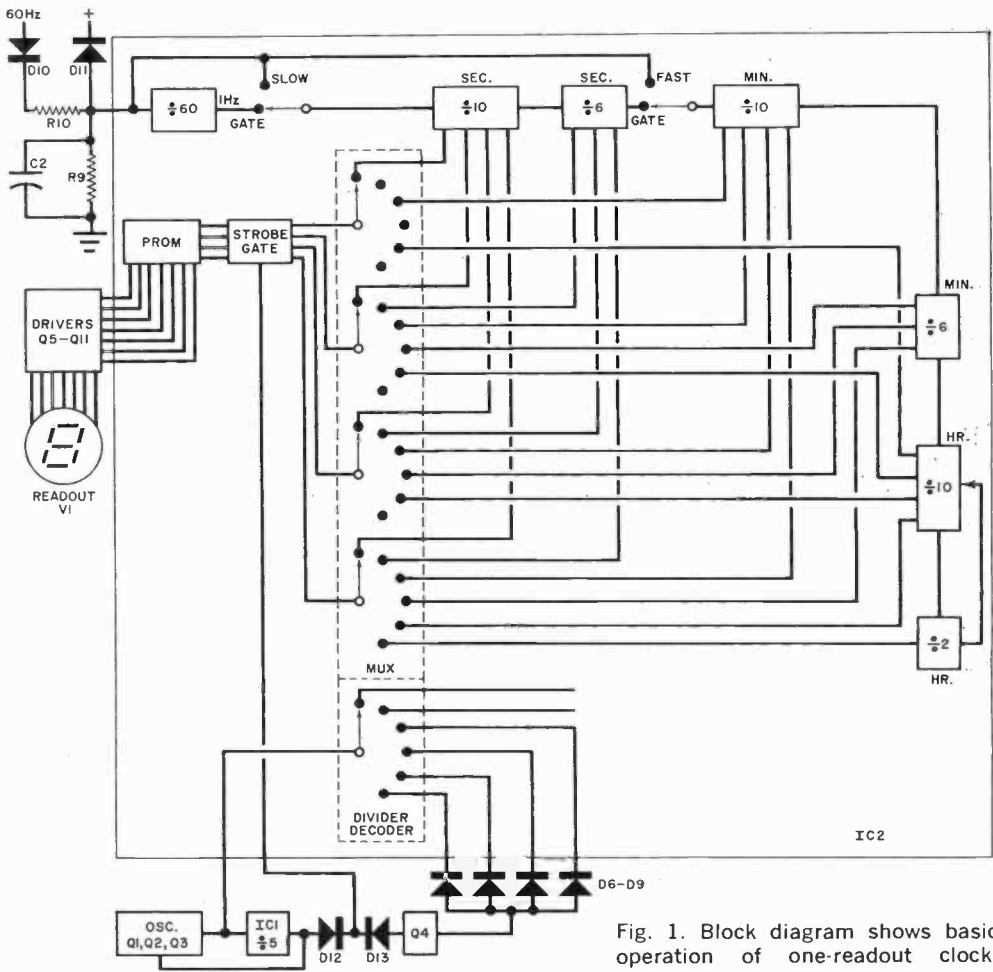 60Hz
+
D10
D11
R10
C2
R9
÷60
1Hz
SLOW
GATE
SEC.
÷10
SEC.
÷6
FAST
GATE
MIN.
÷10
PROM
STROBE
GATE
DRIVERS
Q5-Q11
READOUT
V1
MIN.
÷6
HR.
÷10
÷2
HR.
MUX
DIVIDER
DECODER
IC2
D6-D9
OSC.
Q1, Q2, Q3
IC1
÷5
D12
D13
Q4
Fig. 1. Block diagram shows basic
operation of one-readout clock